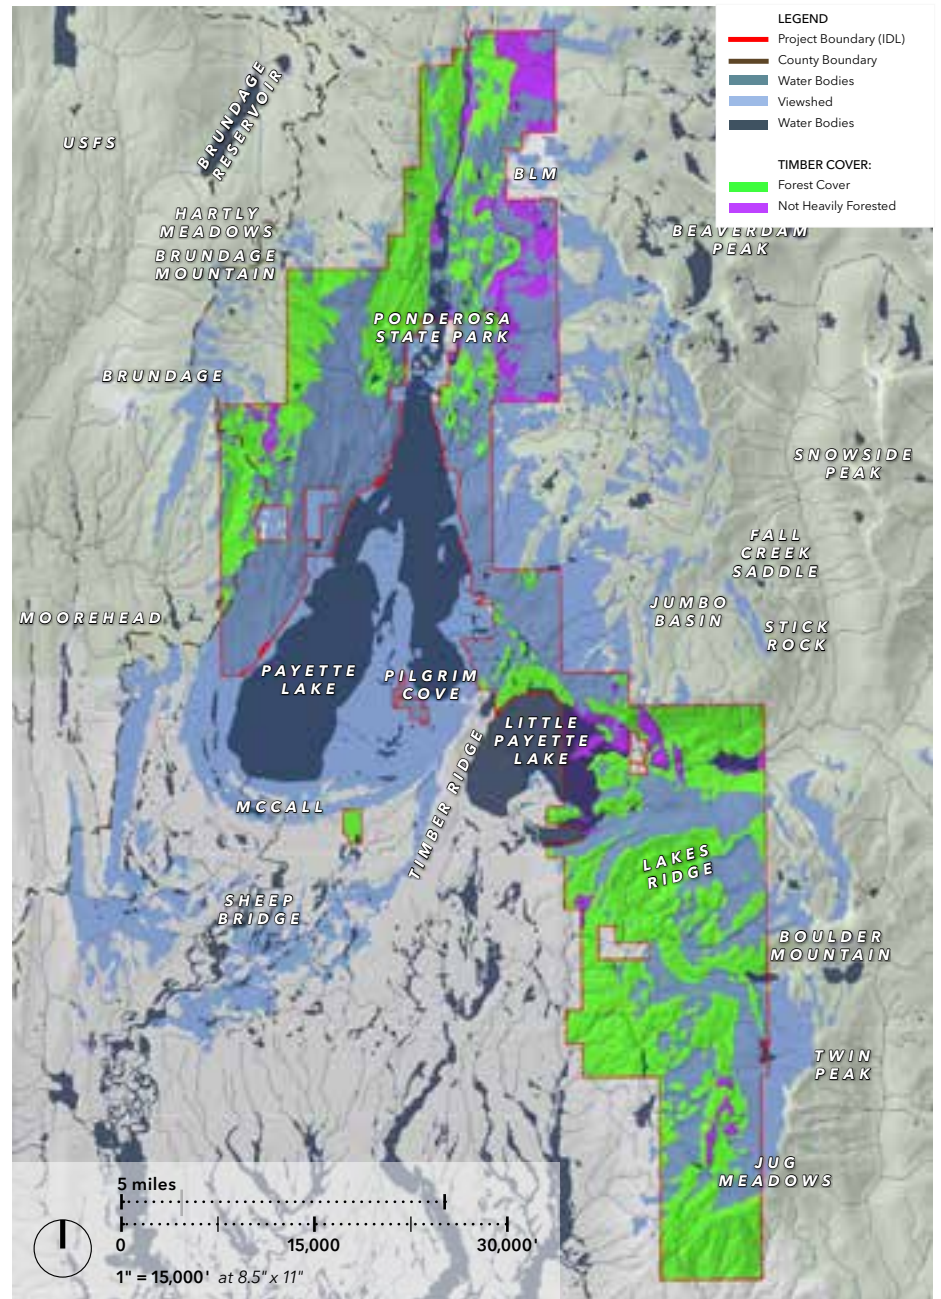 LEGEND
Project Boundary (IDL)
County Boundary
Water Bodies
Viewshed
Water Bodies
TIMBER COVER:
Forest Cover
Not Heavily Forested
BRUNDAGE
RESERVOIR
USFS
BLM
HARTLY
MEADOWS
BEAVERDAM
PEAK
BRUNDAGE
MOUNTAIN
PONDEROSA
STATE PARK
BRUNDAGE
SNOWSIDE
PEAK
FALL
CREEK
SADDLE
JUMBO
BASIN
MOOREHEAD
STICK
ROCK
PAYETTE
LAKE
PILGRIM
COVE
LITTLE
PAYETTE
LAKE
TIMBER RIDGE
MCCALL
LAKES
RIDGE
SHEEP
BRIDGE
BOULDER
MOUNTAIN
TWIN
PEAK
JUG
MEADOWS
5 miles
0 15,000 30,000'
1" = 15,000' at 8.5" x 11"